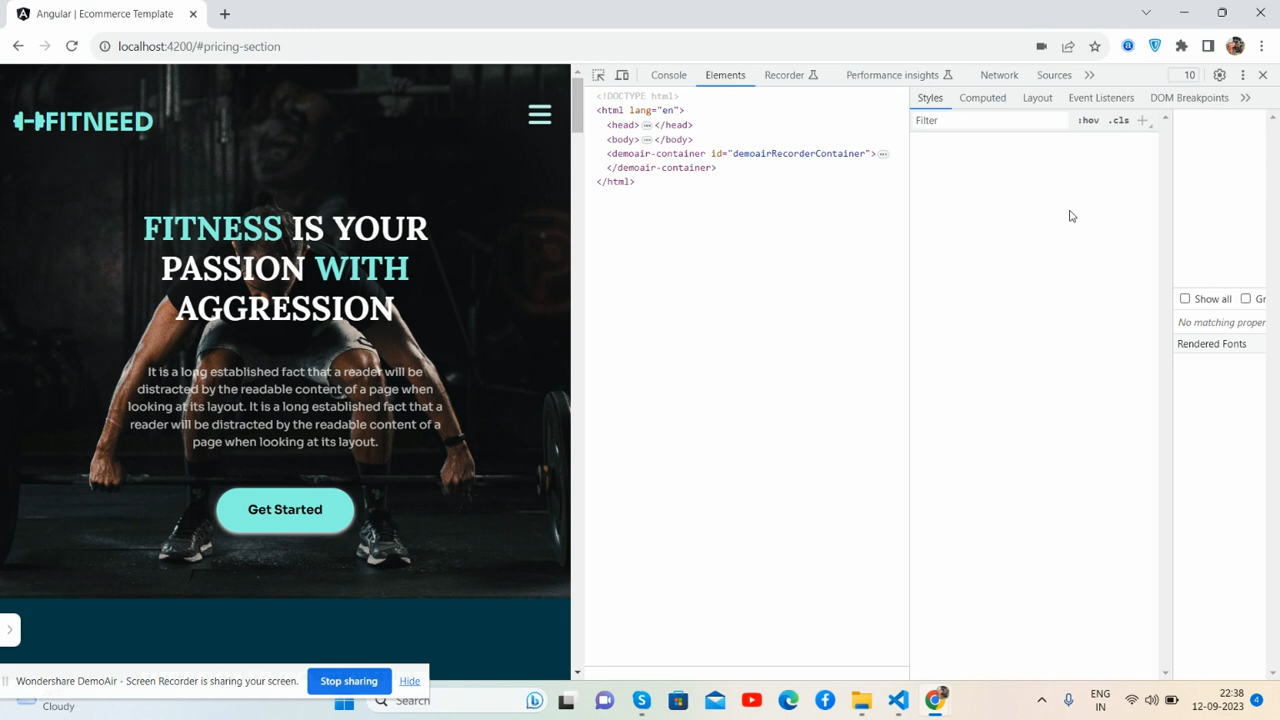 Angular | Ecommerce Template
localhost:4200/#pricing-section
FITNEED
FITNESS IS YOUR
PASSION WITH
AGGRESSION
It is a long established fact that a reader will be
distracted by the readable content of a page when
looking at its layout. It is a long established fact that a
reader will be distracted by the readable content of a
page when looking at its layout.
Get Started
Console Elements Recorder Performance insights Network Sources 10
<!DOCTYPE html>
<html lang="en">
<head> </head>
<body> </body>
<demoair-container id="demoairRecorderContainer">
</demoair-container>
</html>
Styles Computed Layout Event Listeners DOM Breakpoints
Filter :hov .cls
Show all Gr
No matching proper
Rendered Fonts
Wondershare DemoAir - Screen Recorder is sharing your screen. Stop sharing Hide
Cloudy
Search
ENG
IN
22:38
12-09-2023
4